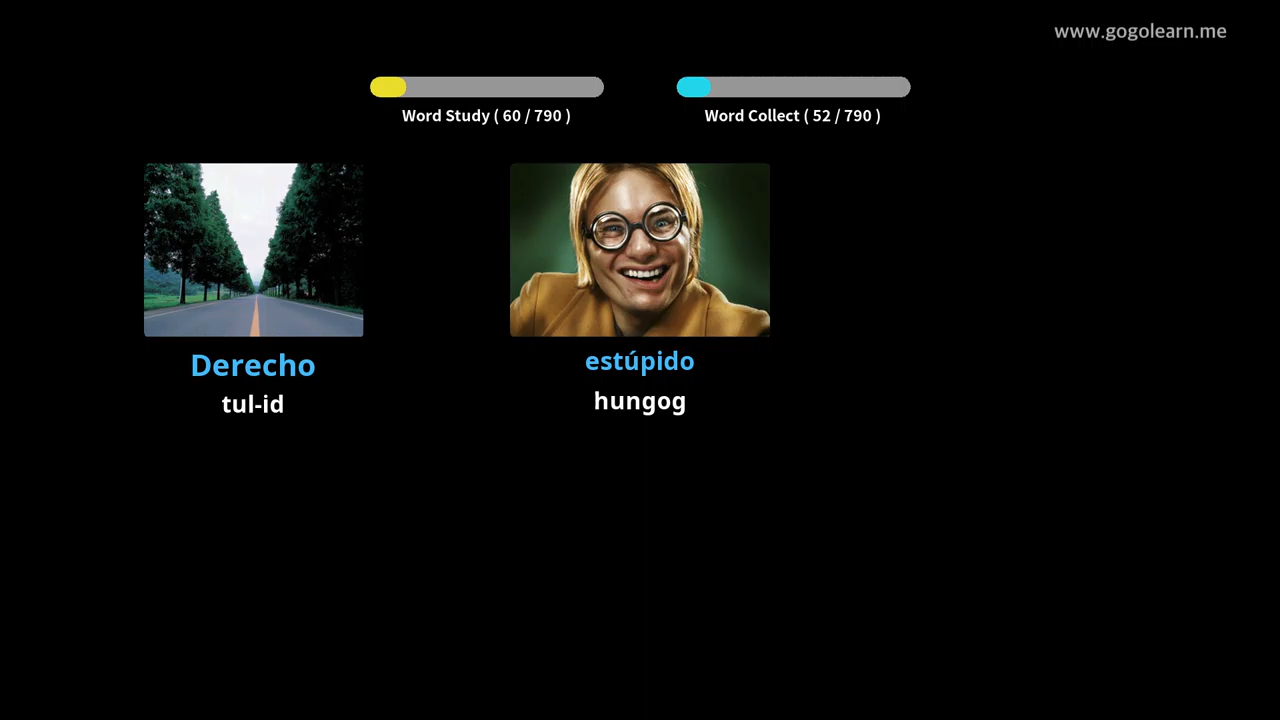 www.gogolearn.me
Word Study ( 60 / 790 )
Word Collect ( 52 / 790 )
Derecho
tul-id
estúpido
hungog